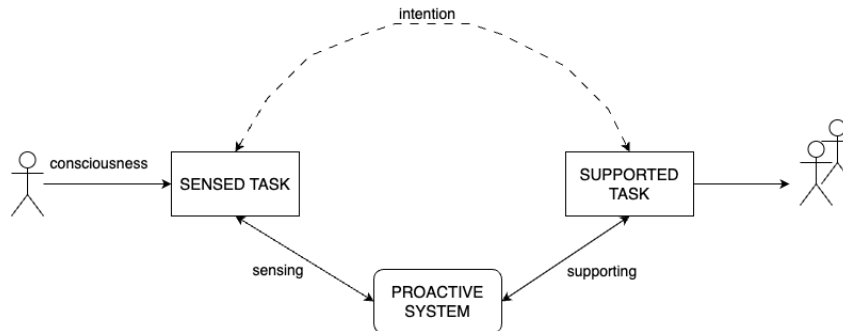 intention
consciousness
SENSED TASK
SUPPORTED
TASK
sensing
supporting
PROACTIVE
SYSTEM